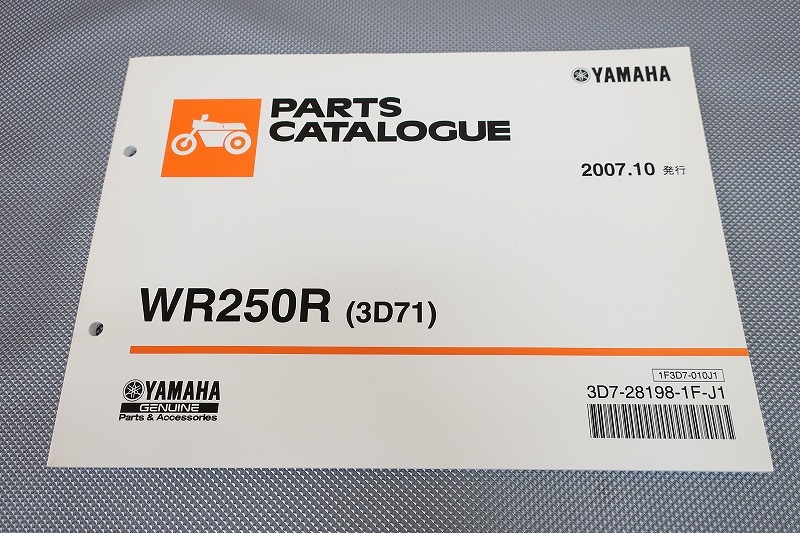 YAMAHA
PARTS
CATALOGUE
2007.10 発行
WR250R (3D71)
YAMAHA
GENUINE
Parts & Accessories
1F3D7-010J1
3D7-28198-1F-J1